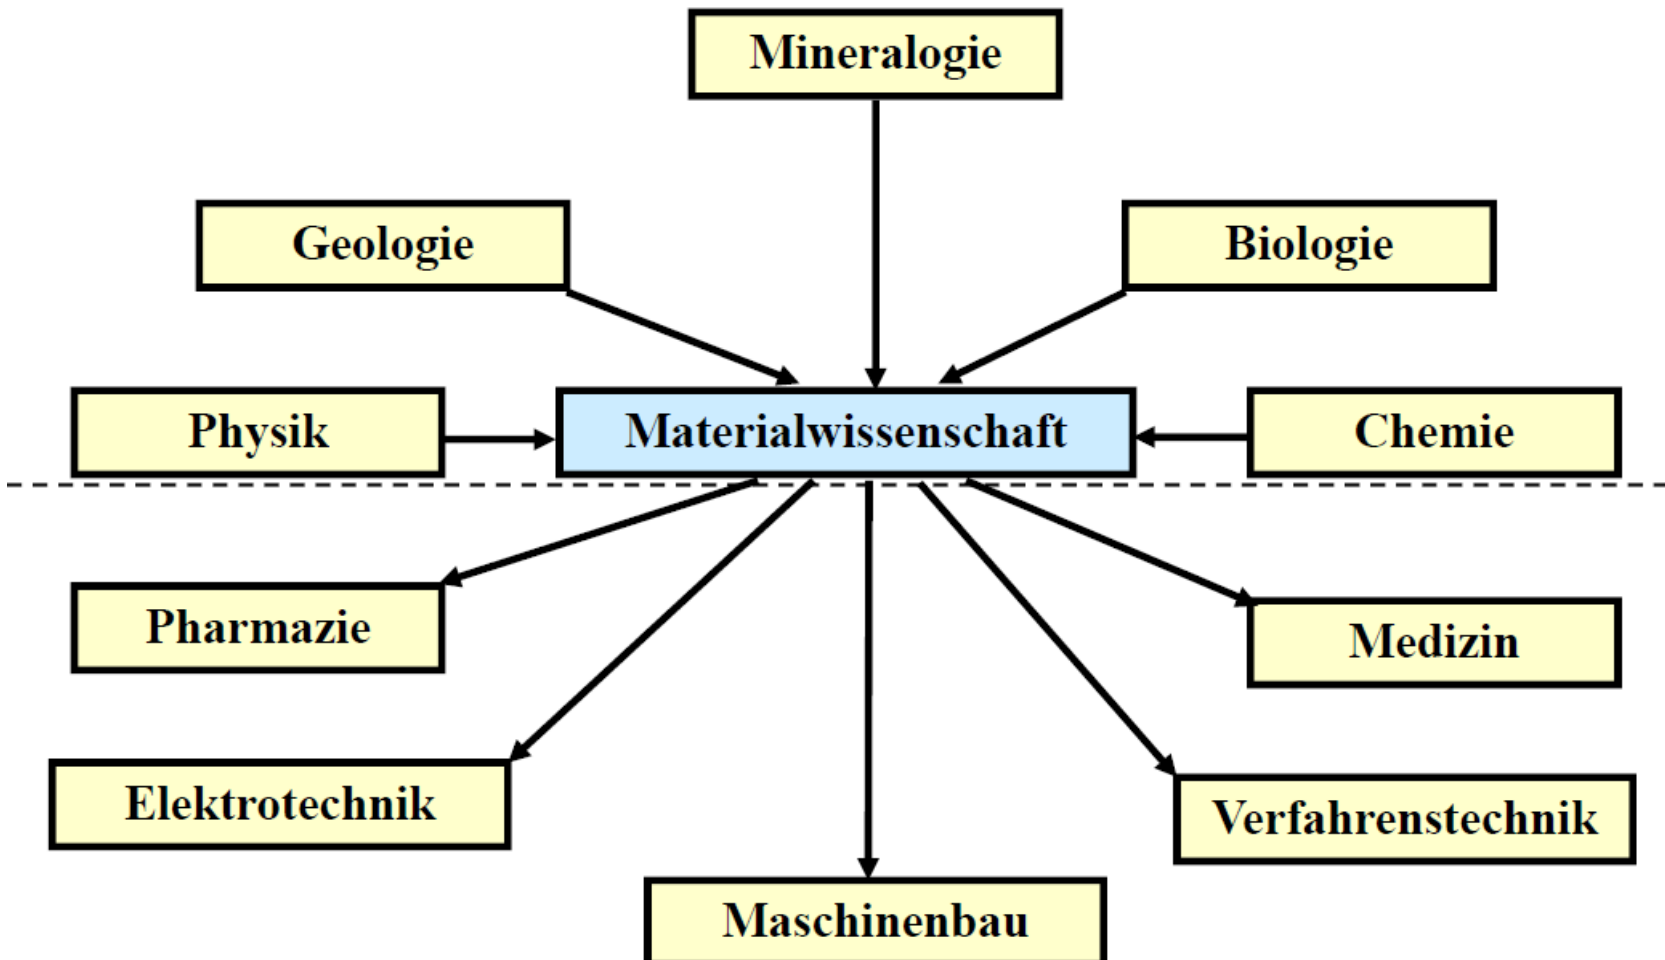 Mineralogie
Geologie
Biologie
Physik
Materialwissenschaft
Chemie
Pharmazie
Medizin
Elektrotechnik
Verfahrenstechnik
Maschinenbau